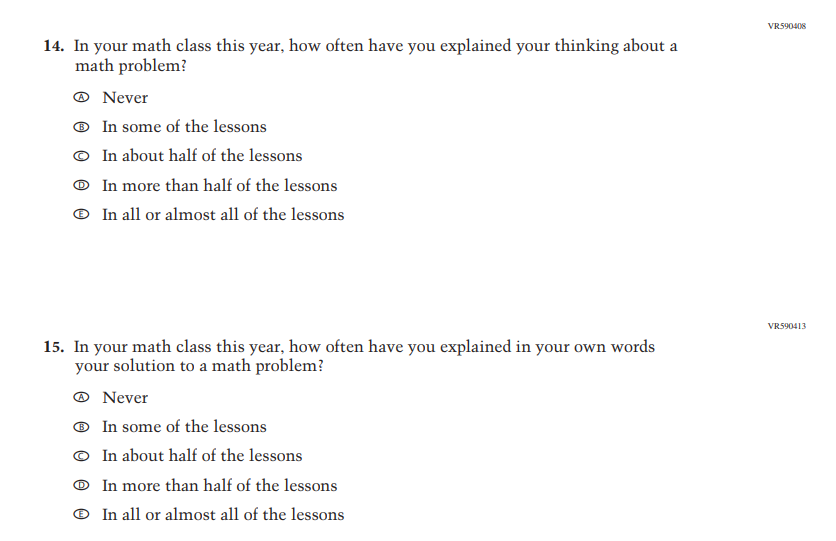 VR590408
14. In your math class this year, how often have you explained your thinking about a
math problem?
A Never
B In some of the lessons
C In about half of the lessons
D In more than half of the lessons
E In all or almost all of the lessons
VR590413
15. In your math class this year, how often have you explained in your own words
your solution to a math problem?
A Never
B In some of the lessons
C In about half of the lessons
D In more than half of the lessons
E In all or almost all of the lessons